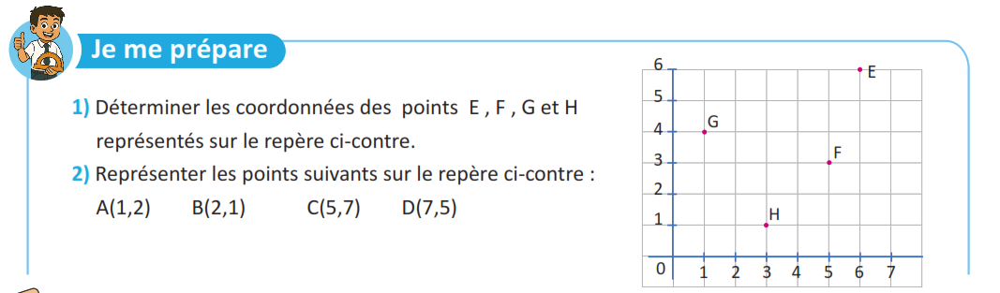 Je me prépare
1) Déterminer les coordonnées des points E , F , G et H
représentés sur le repère ci-contre.
2) Représenter les points suivants sur le repère ci-contre :
A(1,2) B(2,1) C(5,7) D(7,5)
6
E
5
4
G
3
F
2
1
H
0 1 2 3 4 5 6 7